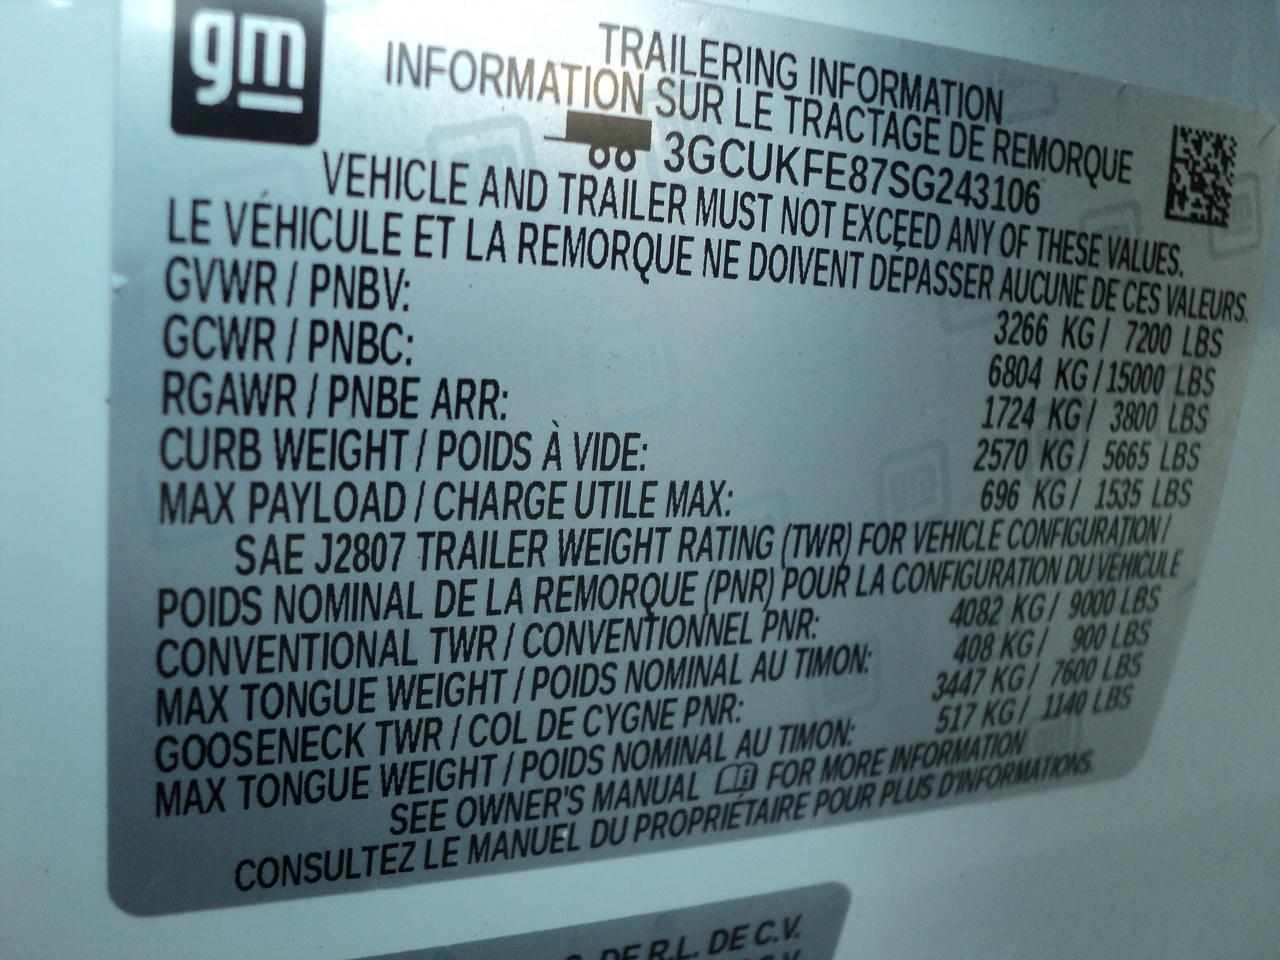 gm
TRAILERING INFORMATION
INFORMATION SUR LE TRACTAGE DE REMORQUE
3GCUKFE87SG243106
VEHICLE AND TRAILER MUST NOT EXCEED ANY OF THESE VALUES.
LE VÉHICULE ET LA REMORQUE NE DOIVENT DÉPASSER AUCUNE DE CES VALEURS.
GVWR / PNBV: 3266 KG / 7200 LBS
GCWR / PNBC: 6804 KG / 15000 LBS
RGAWR / PNBE ARR: 1724 KG / 3800 LBS
CURB WEIGHT / POIDS À VIDE: 2570 KG / 5665 LBS
MAX PAYLOAD / CHARGE UTILE MAX: 696 KG / 1535 LBS
SAE J2807 TRAILER WEIGHT RATING (TWR) FOR VEHICLE CONFIGURATION /
POIDS NOMINAL DE LA REMORQUE (PNR) POUR LA CONFIGURATION DU VÉHICULE
CONVENTIONAL TWR / CONVENTIONNEL PNR: 4082 KG / 9000 LBS
MAX TONGUE WEIGHT / POIDS NOMINAL AU TIMON: 408 KG / 900 LBS
GOOSENECK TWR / COL DE CYGNE PNR: 3447 KG / 7600 LBS
MAX TONGUE WEIGHT / POIDS NOMINAL AU TIMON: 517 KG / 1140 LBS
SEE OWNER'S MANUAL FOR MORE INFORMATION
CONSULTEZ LE MANUEL DU PROPRIÉTAIRE POUR PLUS D'INFORMATIONS.
DE R.L. DE C.V.